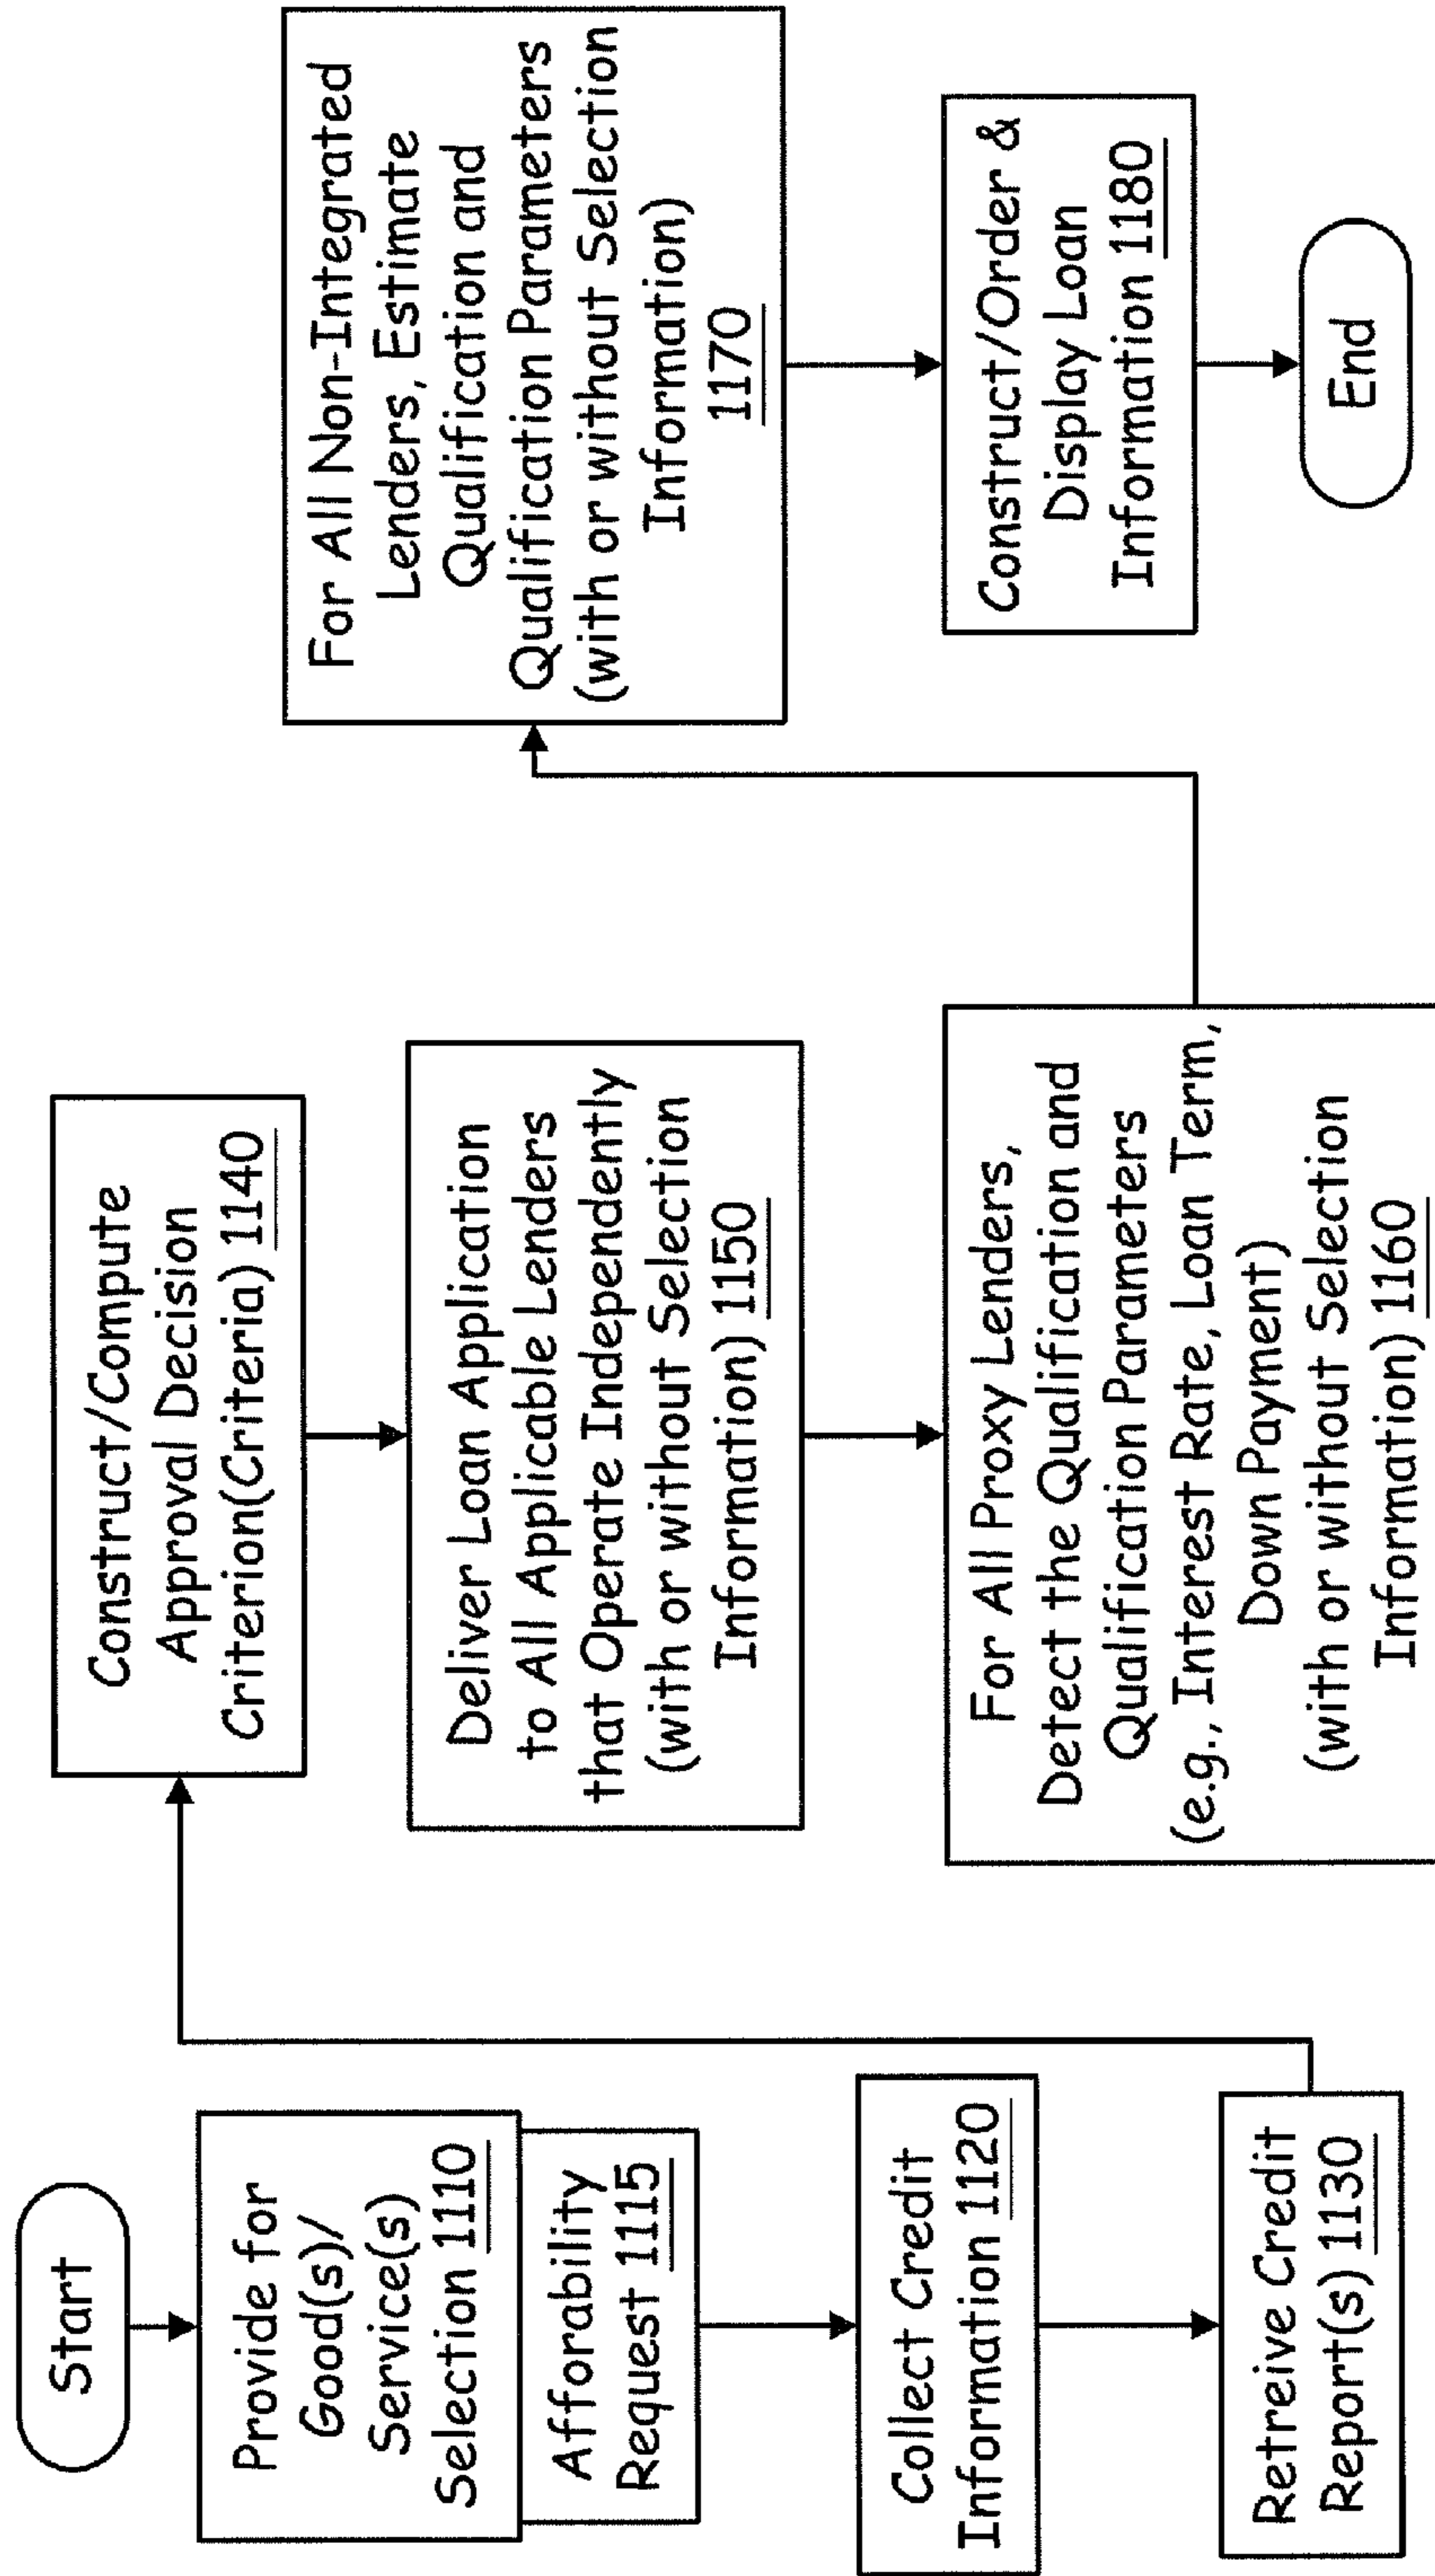 Start
Provide for
Good(s)/
Service(s)
Selection 1110
Afforability
Request 1115
Collect Credit
Information 1120
Retreive Credit
Report(s) 1130
Construct/Compute
Approval Decision
Criterion(Criteria) 1140
Deliver Loan Application
to All Applicable Lenders
that Operate Independently
(with or without Selection
Information) 1150
For All Proxy Lenders,
Detect the Qualification and
Qualification Parameters
(e.g., Interest Rate, Loan Term,
Down Payment)
(with or without Selection
Information) 1160
For All Non-Integrated
Lenders, Estimate
Qualification and
Qualification Parameters
(with or without Selection
Information)
1170
Construct/Order &
Display Loan
Information 1180
End